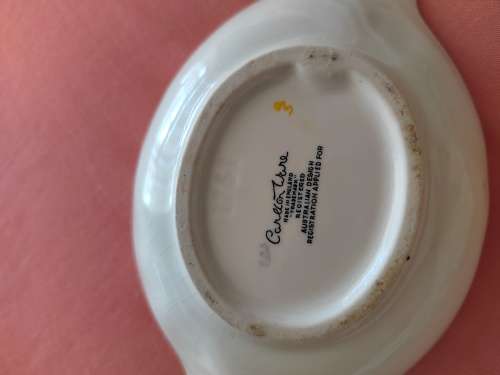 Carlton Ware
MADE IN ENGLAND
"TRADEMARK"
REGISTERED
AUSTRALIAN DESIGN
REGISTRATION APPLIED FOR